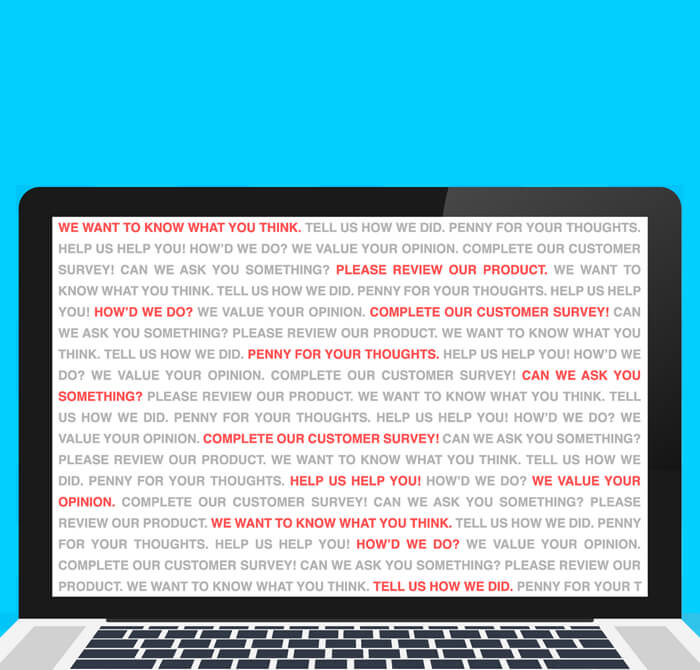 WE WANT TO KNOW WHAT YOU THINK. TELL US HOW WE DID. PENNY FOR YOUR THOUGHTS.
HELP US HELP YOU! HOW'D WE DO? WE VALUE YOUR OPINION. COMPLETE OUR CUSTOMER
SURVEY! CAN WE ASK YOU SOMETHING? PLEASE REVIEW OUR PRODUCT. WE WANT TO
KNOW WHAT YOU THINK. TELL US HOW WE DID. PENNY FOR YOUR THOUGHTS. HELP US HELP
YOU! HOW'D WE DO? WE VALUE YOUR OPINION. COMPLETE OUR CUSTOMER SURVEY! CAN
WE ASK YOU SOMETHING? PLEASE REVIEW OUR PRODUCT. WE WANT TO KNOW WHAT YOU
THINK. TELL US HOW WE DID. PENNY FOR YOUR THOUGHTS. HELP US HELP YOU! HOW'D WE
DO? WE VALUE YOUR OPINION. COMPLETE OUR CUSTOMER SURVEY! CAN WE ASK YOU
SOMETHING? PLEASE REVIEW OUR PRODUCT. WE WANT TO KNOW WHAT YOU THINK. TELL
US HOW WE DID. PENNY FOR YOUR THOUGHTS. HELP US HELP YOU! HOW'D WE DO? WE
VALUE YOUR OPINION. COMPLETE OUR CUSTOMER SURVEY! CAN WE ASK YOU SOMETHING?
PLEASE REVIEW OUR PRODUCT. WE WANT TO KNOW WHAT YOU THINK. TELL US HOW WE
DID. PENNY FOR YOUR THOUGHTS. HELP US HELP YOU! HOW'D WE DO? WE VALUE YOUR
OPINION. COMPLETE OUR CUSTOMER SURVEY! CAN WE ASK YOU SOMETHING? PLEASE
REVIEW OUR PRODUCT. WE WANT TO KNOW WHAT YOU THINK. TELL US HOW WE DID. PENNY
FOR YOUR THOUGHTS. HELP US HELP YOU! HOW'D WE DO? WE VALUE YOUR OPINION.
COMPLETE OUR CUSTOMER SURVEY! CAN WE ASK YOU SOMETHING? PLEASE REVIEW OUR
PRODUCT. WE WANT TO KNOW WHAT YOU THINK. TELL US HOW WE DID. PENNY FOR YOUR T